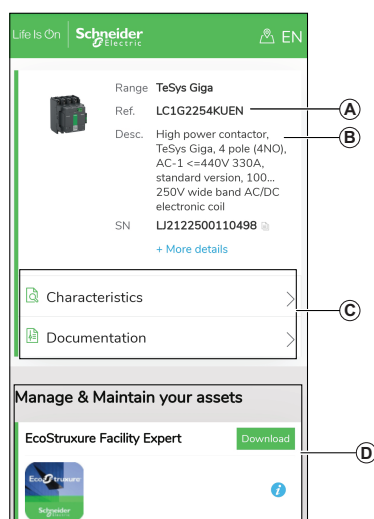 Life Is On Schneider Electric EN
Range TeSys Giga
Ref. LC1G2254KUEN A
Desc. High power contactor, B
TeSys Giga, 4 pole (4NO),
AC-1 <=440V 330A,
standard version, 100...
250V wide band AC/DC
electronic coil
SN LJ2122500110498
+ More details
Characteristics
C
Documentation
Manage & Maintain your assets
EcoStruxure Facility Expert Download
D
EcoStruxure
i
Schneider